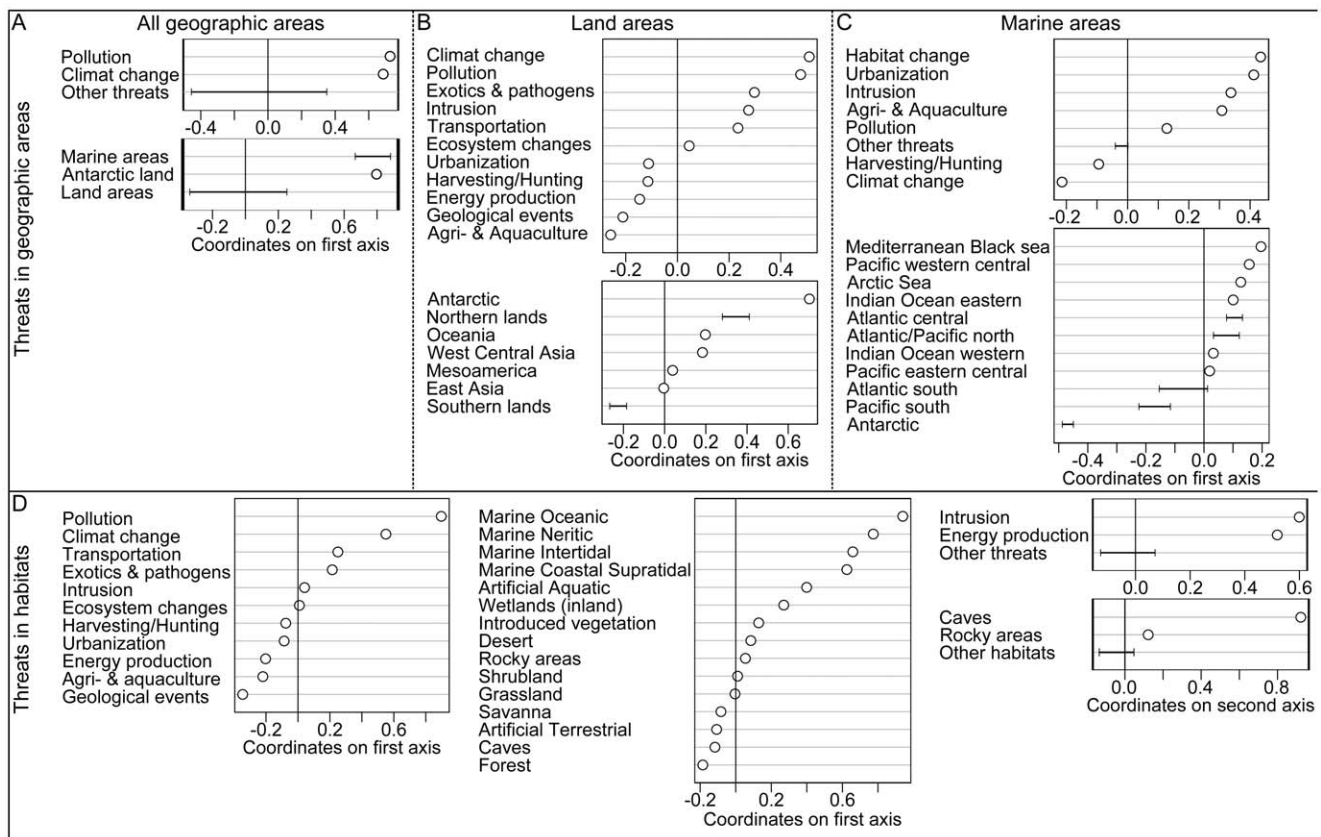 A
All geographic areas
Threats in geographic areas
Pollution
Climat change
Other threats
-0.4 0.0 0.4
Marine areas
Antarctic land
Land areas
-0.2 0.2 0.6
Coordinates on first axis
B
Land areas
Climat change
Pollution
Exotics & pathogens
Intrusion
Transportation
Ecosystem changes
Urbanization
Harvesting/Hunting
Energy production
Geological events
Agri- & Aquaculture
-0.2 0.0 0.2 0.4
Antarctic
Northern lands
Oceania
West Central Asia
Mesoamerica
East Asia
Southern lands
-0.2 0.0 0.2 0.4 0.6
Coordinates on first axis
C
Marine areas
Habitat change
Urbanization
Intrusion
Agri- & Aquaculture
Pollution
Other threats
Harvesting/Hunting
Climat change
-0.2 0.0 0.2 0.4
Mediterranean Black sea
Pacific western central
Arctic Sea
Indian Ocean eastern
Atlantic central
Atlantic/Pacific north
Indian Ocean western
Pacific eastern central
Atlantic south
Pacific south
Antarctic
-0.4 -0.2 0.0 0.2
Coordinates on first axis
D
Threats in habitats
Pollution
Climat change
Transportation
Exotics & pathogens
Intrusion
Ecosystem changes
Harvesting/Hunting
Urbanization
Energy production
Agri- & aquaculture
Geological events
-0.2 0.2 0.6
Coordinates on first axis
Marine Oceanic
Marine Neritic
Marine Intertidal
Marine Coastal Supratidal
Artificial Aquatic
Wetlands (inland)
Introduced vegetation
Desert
Rocky areas
Shrubland
Grassland
Savanna
Artificial Terrestrial
Caves
Forest
-0.2 0.2 0.6
Coordinates on first axis
Intrusion
Energy production
Other threats
0.0 0.2 0.4 0.6
Caves
Rocky areas
Other habitats
0.0 0.4 0.8
Coordinates on second axis